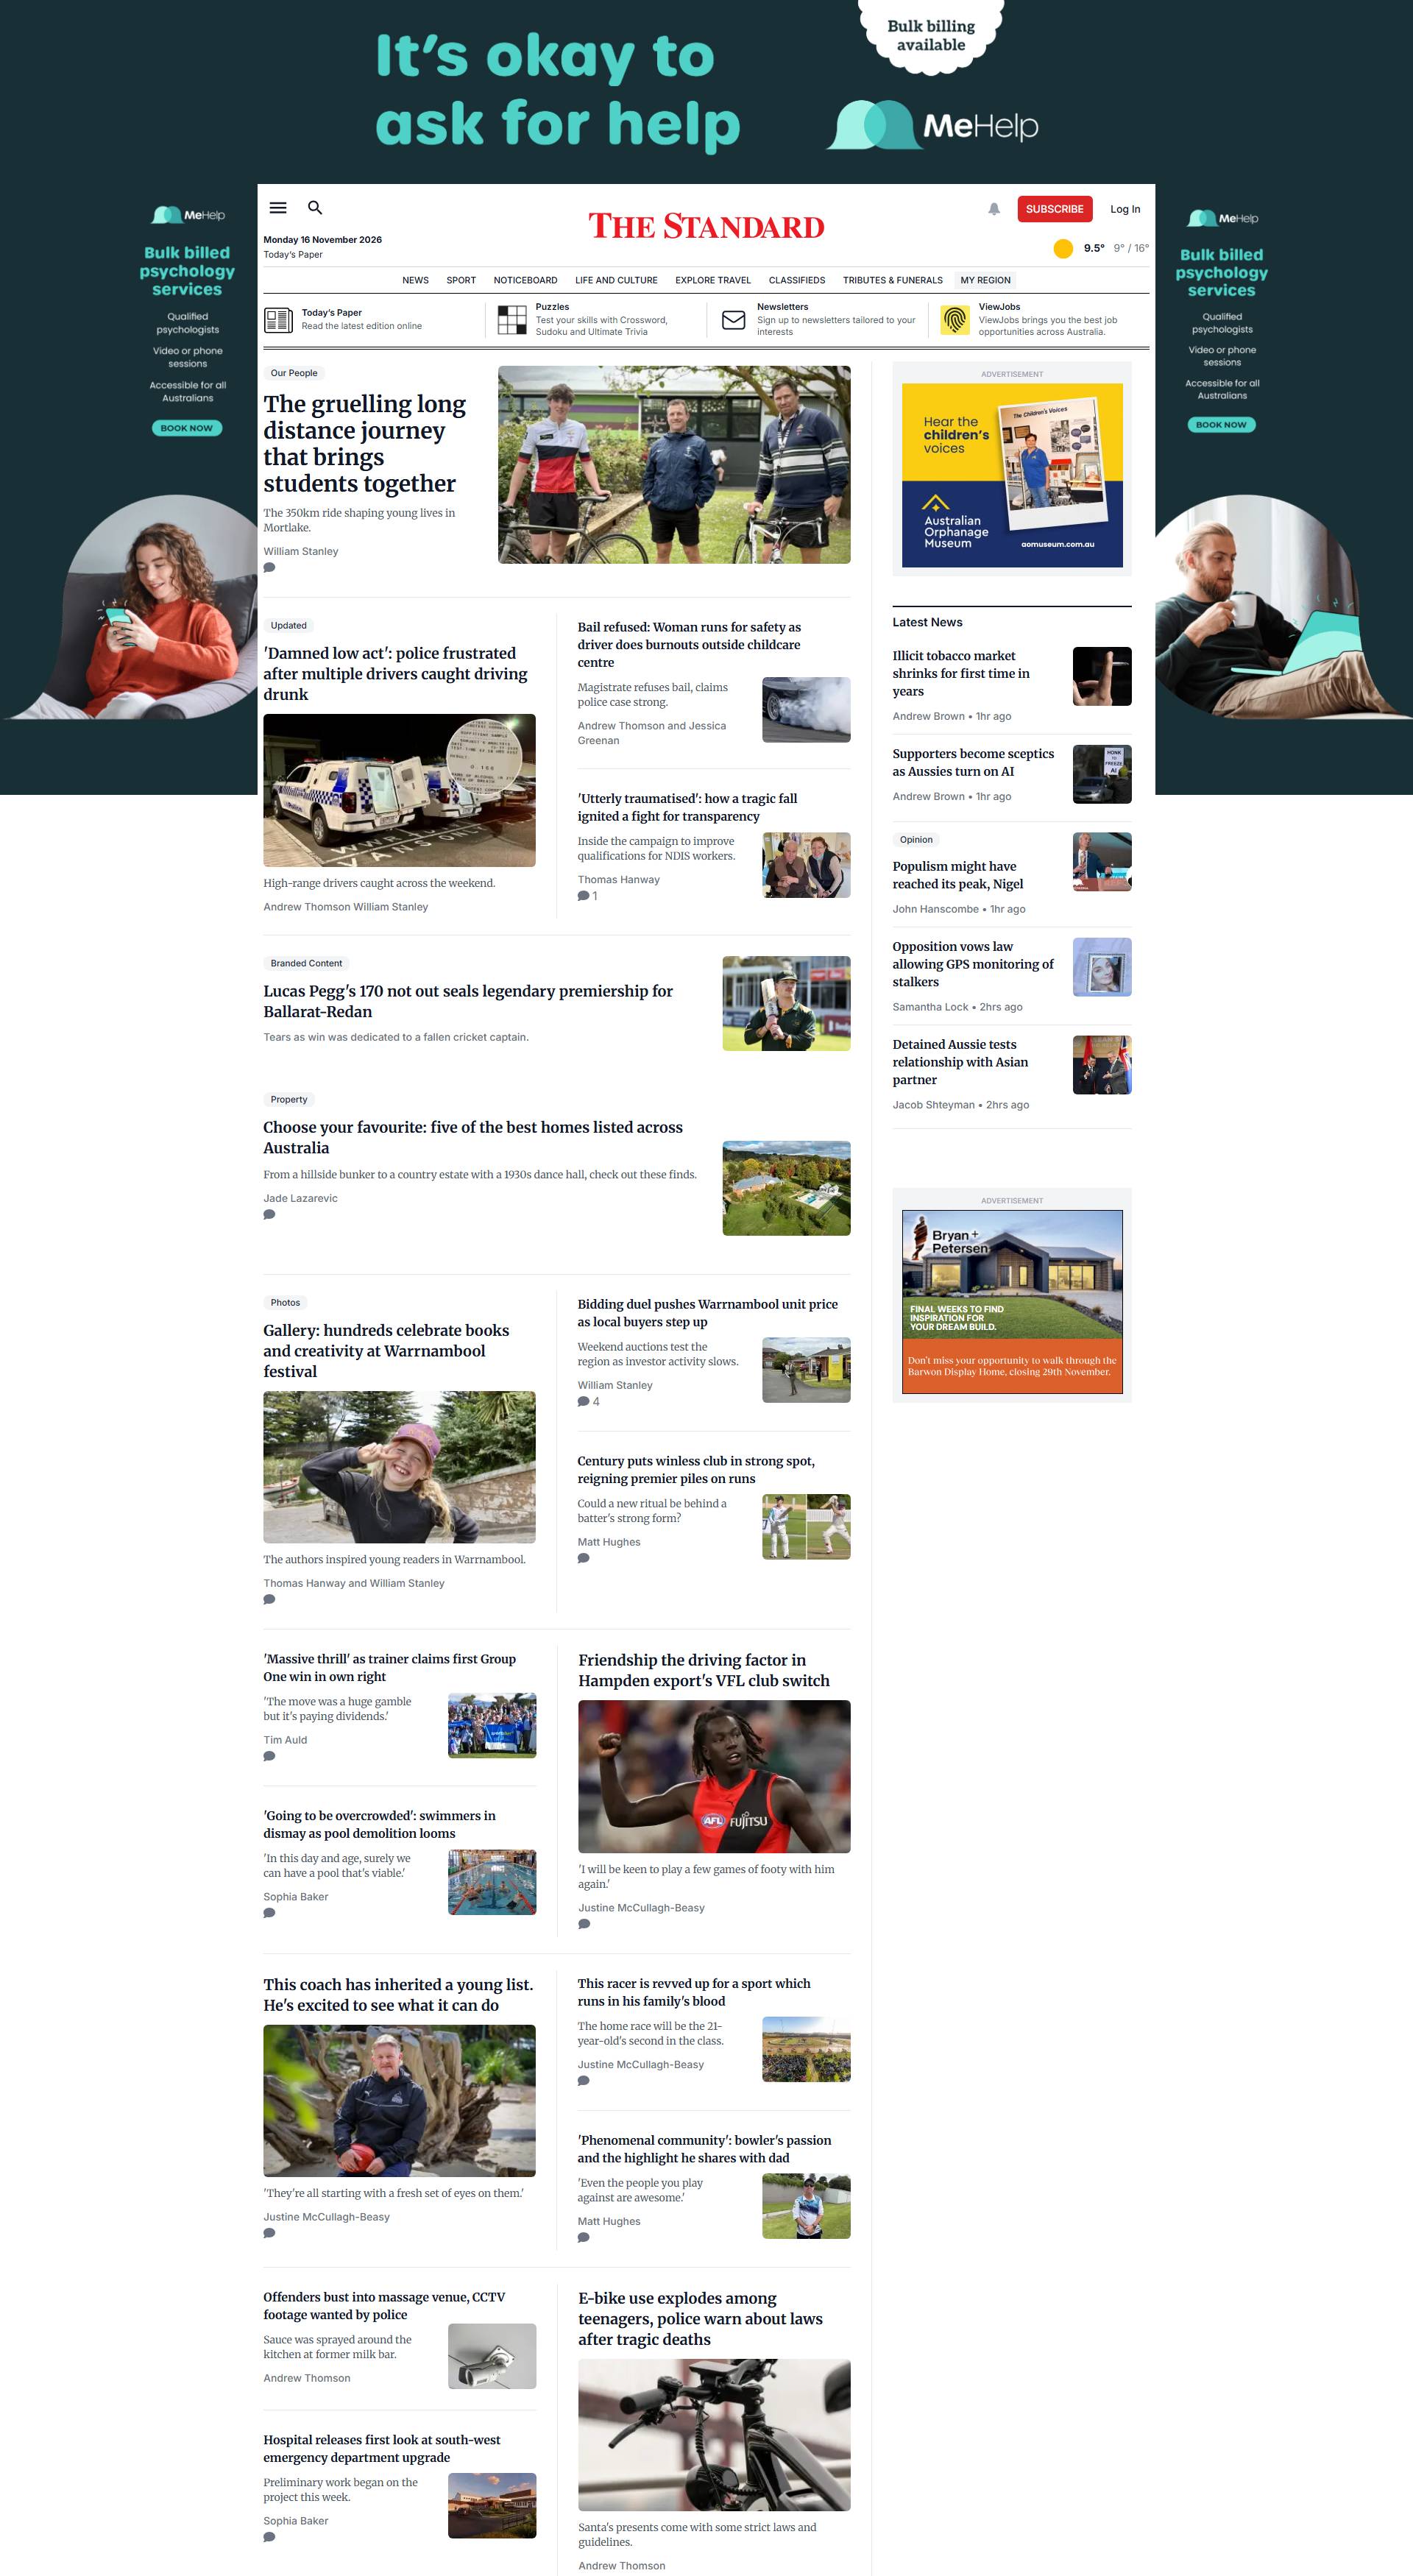 It's okay to
ask for help
Bulk billing
available
MeHelp
MeHelp
Bulk billed
psychology
services
Qualified
psychologists
Video or phone
sessions
Accessible for all
Australians
BOOK NOW
MeHelp
Bulk billed
psychology
services
Qualified
psychologists
Video or phone
sessions
Accessible for all
Australians
BOOK NOW
THE STANDARD
SUBSCRIBE
Log In
Monday 16 November 2026
Today's Paper
9.5° 9° / 16°
NEWS SPORT NOTICEBOARD LIFE AND CULTURE EXPLORE TRAVEL CLASSIFIEDS TRIBUTES & FUNERALS MY REGION
Today's Paper
Read the latest edition online
Puzzles
Test your skills with Crossword,
Sudoku and Ultimate Trivia
Newsletters
Sign up to newsletters tailored to your
interests
ViewJobs
ViewJobs brings you the best job
opportunities across Australia.
Our People
The gruelling long
distance journey
that brings
students together
The 350km ride shaping young lives in
Mortlake.
William Stanley
Updated
'Damned low act': police frustrated
after multiple drivers caught driving
drunk
High-range drivers caught across the weekend.
Andrew Thomson William Stanley
Bail refused: Woman runs for safety as
driver does burnouts outside childcare
centre
Magistrate refuses bail, claims
police case strong.
Andrew Thomson and Jessica
Greenan
'Utterly traumatised': how a tragic fall
ignited a fight for transparency
Inside the campaign to improve
qualifications for NDIS workers.
Thomas Hanway
1
Branded Content
Lucas Pegg's 170 not out seals legendary premiership for
Ballarat-Redan
Tears as win was dedicated to a fallen cricket captain.
Property
Choose your favourite: five of the best homes listed across
Australia
From a hillside bunker to a country estate with a 1930s dance hall, check out these finds.
Jade Lazarevic
Photos
Gallery: hundreds celebrate books
and creativity at Warrnambool
festival
The authors inspired young readers in Warrnambool.
Thomas Hanway and William Stanley
Bidding duel pushes Warrnambool unit price
as local buyers step up
Weekend auctions test the
region as investor activity slows.
William Stanley
4
Century puts winless club in strong spot,
reigning premier piles on runs
Could a new ritual be behind a
batter's strong form?
Matt Hughes
'Massive thrill' as trainer claims first Group
One win in own right
'The move was a huge gamble
but it's paying dividends.'
Tim Auld
'Going to be overcrowded': swimmers in
dismay as pool demolition looms
'In this day and age, surely we
can have a pool that's viable.'
Sophia Baker
Friendship the driving factor in
Hampden export's VFL club switch
AFL FUJITSU
'I will be keen to play a few games of footy with him
again.'
Justine McCullagh-Beasy
This coach has inherited a young list.
He's excited to see what it can do
'They're all starting with a fresh set of eyes on them.'
Justine McCullagh-Beasy
This racer is revved up for a sport which
runs in his family's blood
The home race will be the 21-
year-old's second in the class.
Justine McCullagh-Beasy
'Phenomenal community': bowler's passion
and the highlight he shares with dad
'Even the people you play
against are awesome.'
Matt Hughes
Offenders bust into massage venue, CCTV
footage wanted by police
Sauce was sprayed around the
kitchen at former milk bar.
Andrew Thomson
Hospital releases first look at south-west
emergency department upgrade
Preliminary work began on the
project this week.
Sophia Baker
E-bike use explodes among
teenagers, police warn about laws
after tragic deaths
Santa's presents come with some strict laws and
guidelines.
Andrew Thomson
ADVERTISEMENT
Hear the
children's
voices
The Children's Voices
Australian
Orphanage
Museum
aomuseum.com.au
Latest News
Illicit tobacco market
shrinks for first time in
years
Andrew Brown • 1hr ago
Supporters become sceptics
as Aussies turn on AI
Andrew Brown • 1hr ago
HONK
TO
FREEZE
AI
Opinion
Populism might have
reached its peak, Nigel
John Hanscombe • 1hr ago
Opposition vows law
allowing GPS monitoring of
stalkers
Samantha Lock • 2hrs ago
Detained Aussie tests
relationship with Asian
partner
Jacob Shteyman • 2hrs ago
ADVERTISEMENT
Bryan +
Petersen
FINAL WEEKS TO FIND
INSPIRATION FOR
YOUR DREAM BUILD.
Don't miss your opportunity to walk through the
Barwon Display Home, closing 29th November.